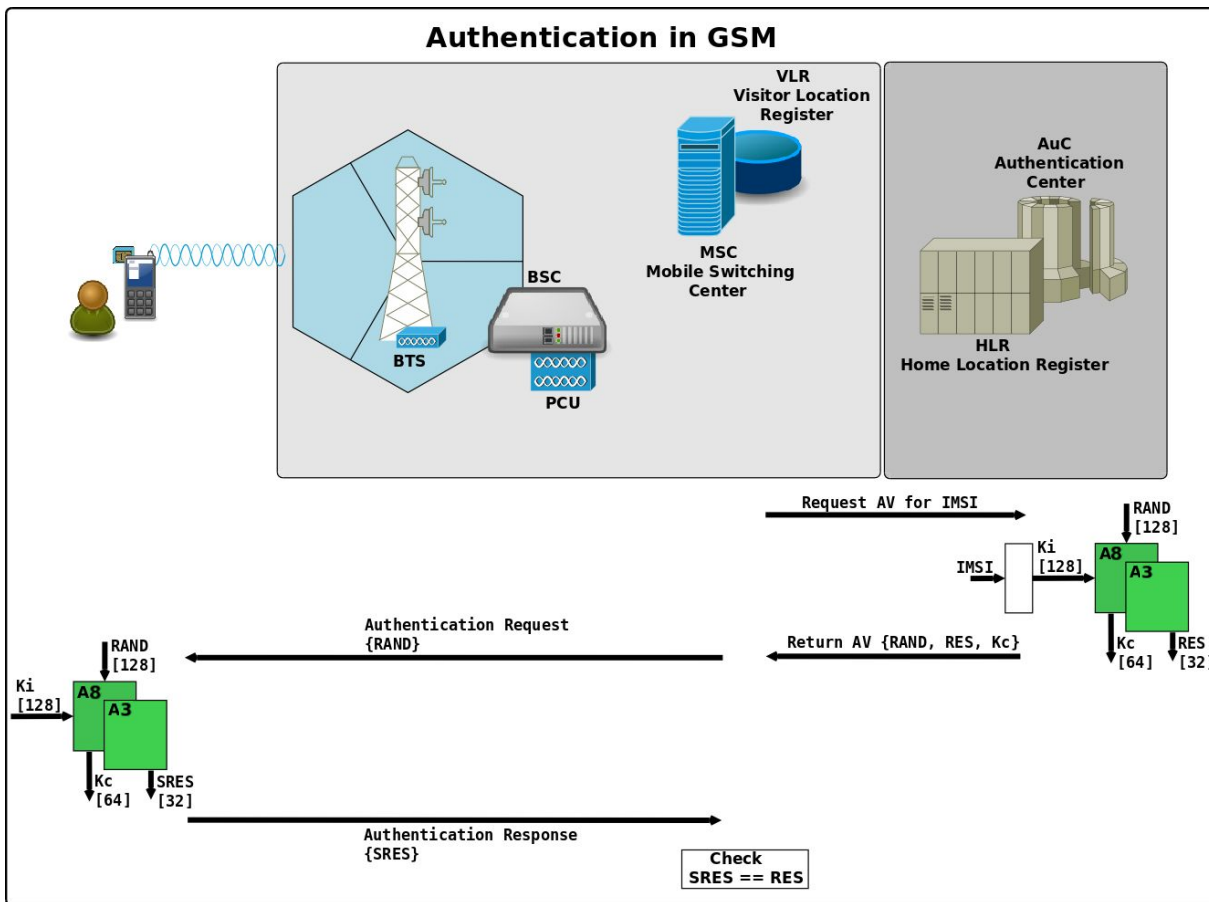 Authentication in GSM
VLR
Visitor Location
Register
AuC
Authentication
Center
MSC
Mobile Switching
Center
BSC
BTS
PCU
HLR
Home Location Register
Request AV for IMSI
RAND
[128]
IMSI
Ki
[128]
A8
A3
Authentication Request
{RAND}
Return AV {RAND, RES, Kc}
Kc
[64]
RES
[32]
RAND
[128]
Ki
[128]
A8
A3
Kc
[64]
SRES
[32]
Authentication Response
{SRES}
Check
SRES == RES